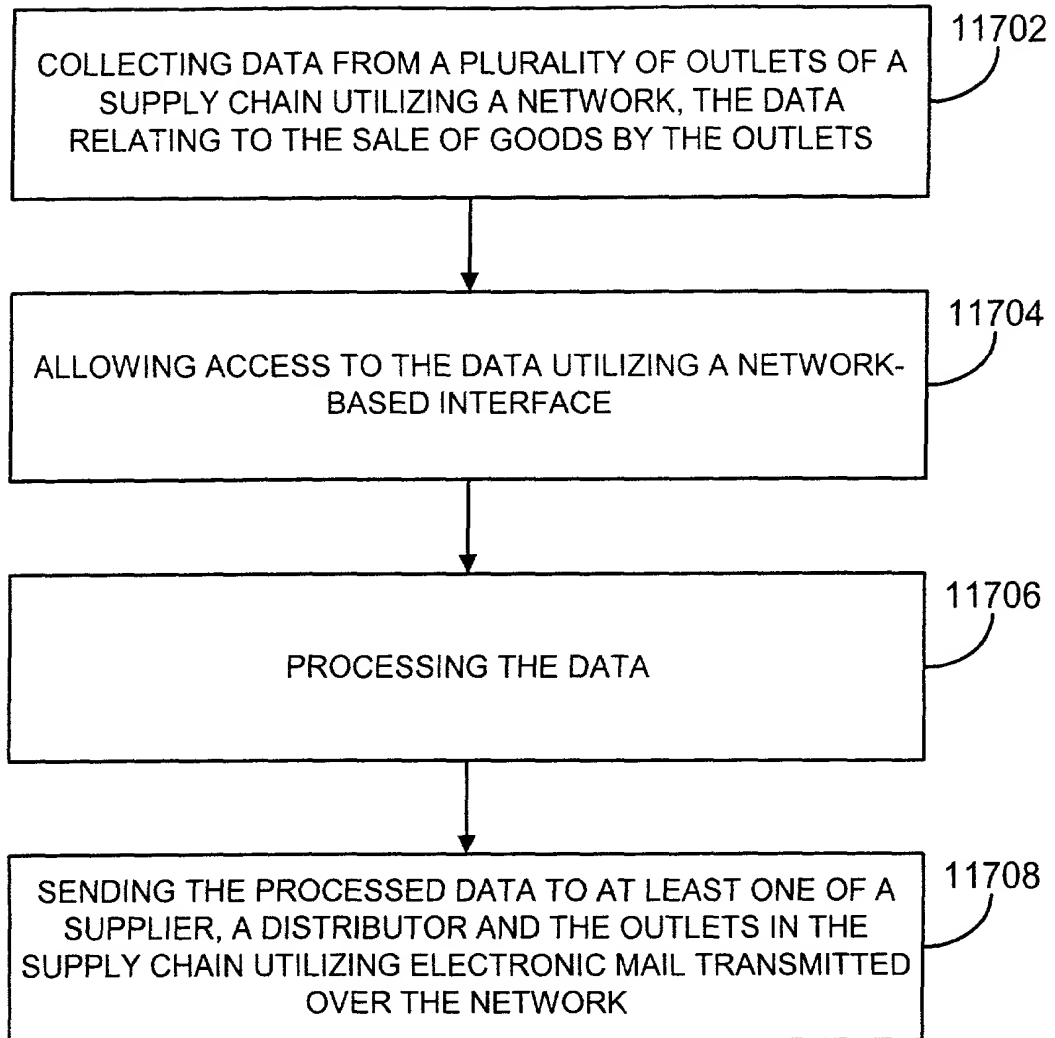 11702
COLLECTING DATA FROM A PLURALITY OF OUTLETS OF A
SUPPLY CHAIN UTILIZING A NETWORK, THE DATA
RELATING TO THE SALE OF GOODS BY THE OUTLETS
11704
ALLOWING ACCESS TO THE DATA UTILIZING A NETWORK-
BASED INTERFACE
11706
PROCESSING THE DATA
11708
SENDING THE PROCESSED DATA TO AT LEAST ONE OF A
SUPPLIER, A DISTRIBUTOR AND THE OUTLETS IN THE
SUPPLY CHAIN UTILIZING ELECTRONIC MAIL TRANSMITTED
OVER THE NETWORK